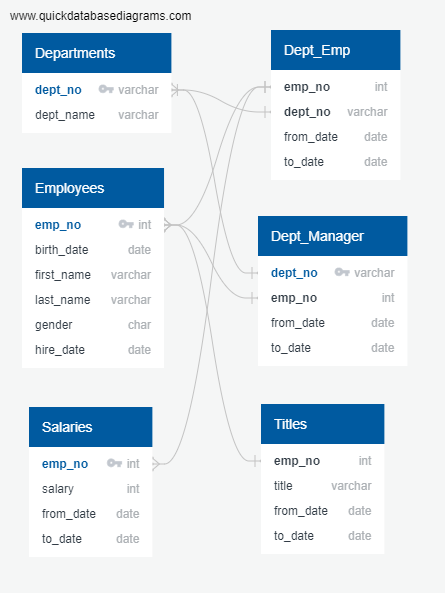 www.quickdatabasediagrams.com
Departments
dept_no varchar
dept_name varchar
Dept_Emp
emp_no int
dept_no varchar
from_date date
to_date date
Employees
emp_no int
birth_date date
first_name varchar
last_name varchar
gender char
hire_date date
Dept_Manager
dept_no varchar
emp_no int
from_date date
to_date date
Salaries
emp_no int
salary int
from_date date
to_date date
Titles
emp_no int
title varchar
from_date date
to_date date